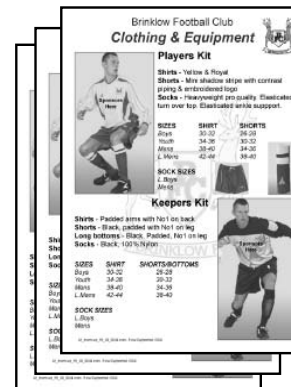 Brinklow Football Club
Clothing & Equipment
Players Kit
Shirts - Yellow & Royal
Shorts - Mini shadow stripe with contrast
piping & embroidered logo
Socks - Heavyweight pro quality. Elasticated
turn over top. Elasticated ankle suppport.
Sponsors
Here
SIZES SHIRT SHORTS
Boys 30-32 26-28
Youth 34-36 30-32
Mens 38-40 34-36
L.Mens 42-44 38-40
SOCK SIZES
L.Boys
Mens
Keepers Kit
Shirts - Padded arms with No1 on back
Shorts - Black, padded with No1 on leg
Long bottoms - Black, Padded, No1 on leg
Socks - Black, 100% Nylon
Sponsors
Here
SIZES SHIRT SHORTS/BOTTOMS
Boys 30-32 26-28
Youth 34-36 30-32
Mens 38-40 34-36
L.Mens 42-44 38-40
SOCK SIZES
L.Boys
Mens